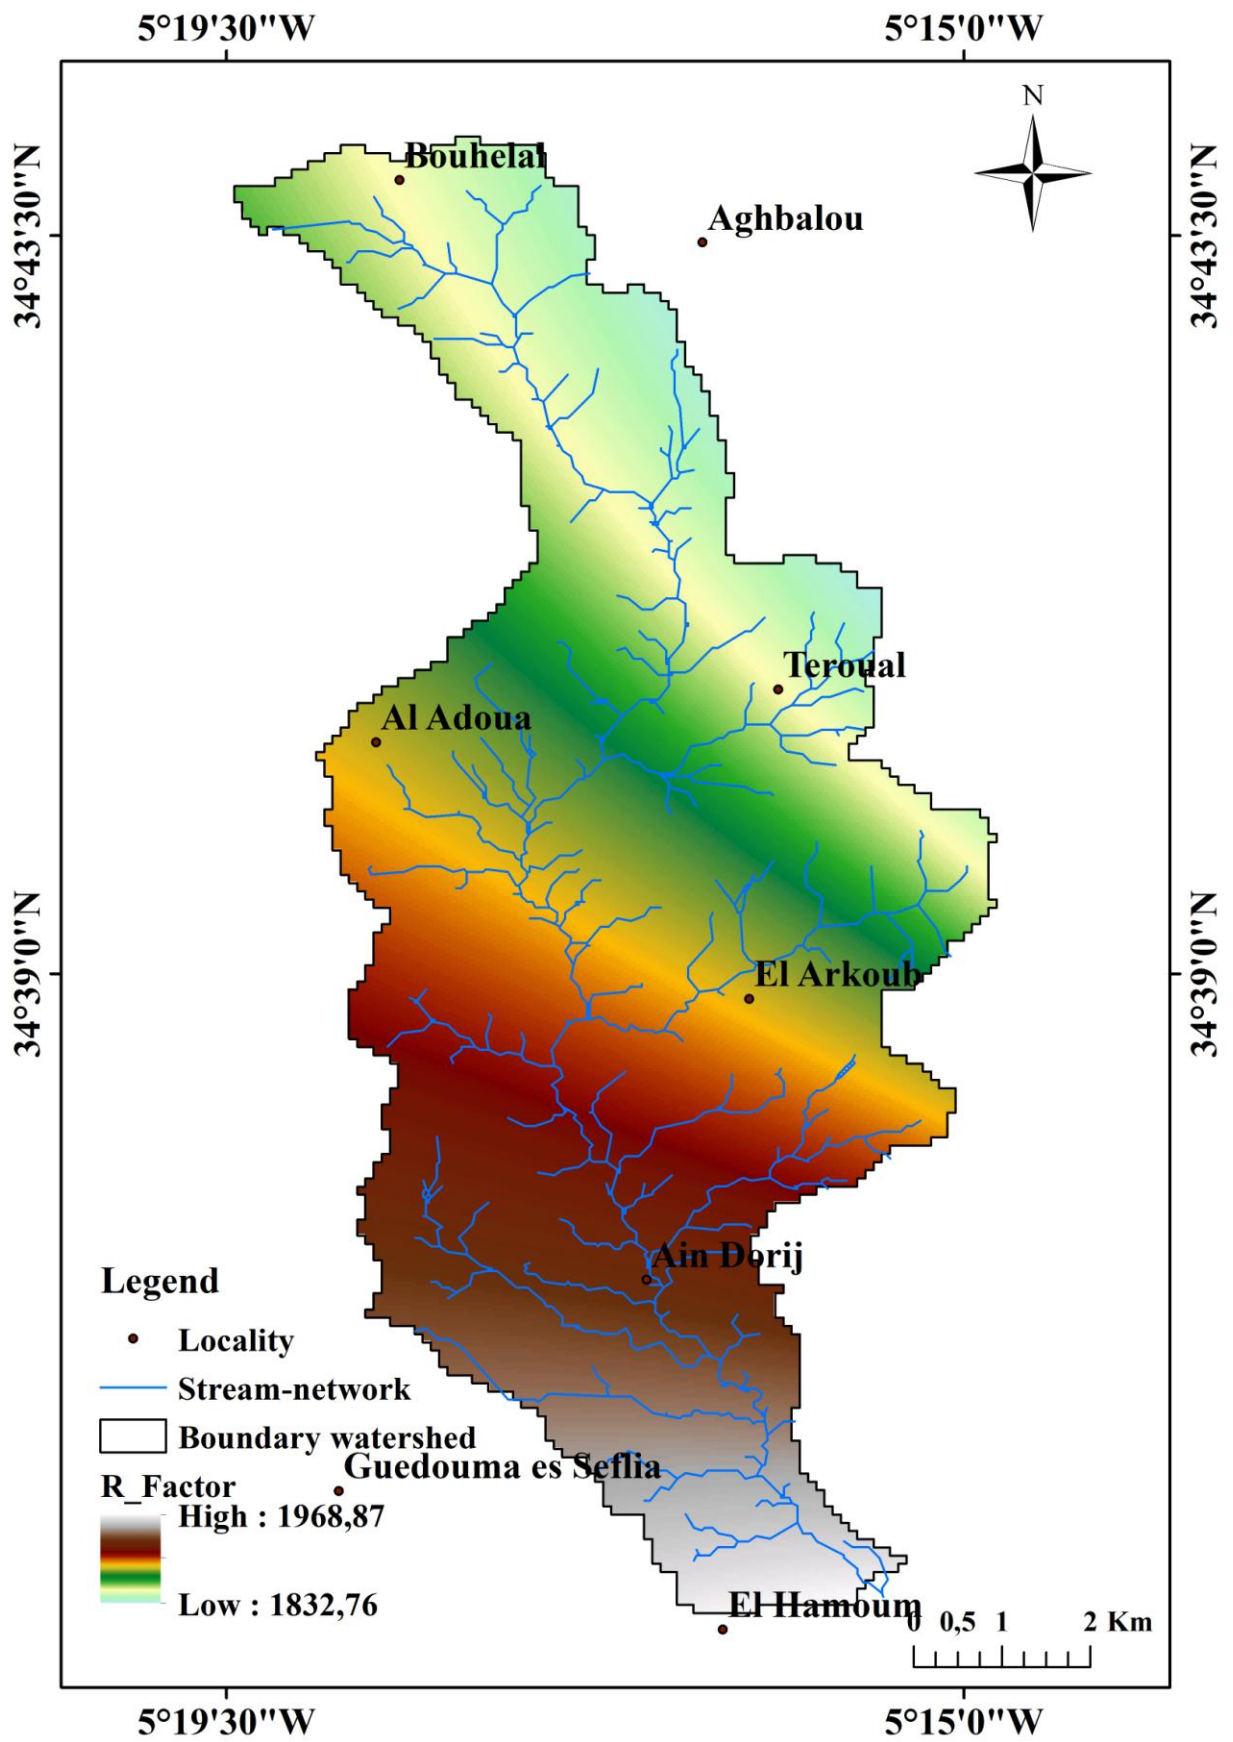 5°19'30"W
5°15'0"W
N
Bouhelal
Aghbalou
34°43'30"N
34°43'30"N
Teroual
Al Adoua
El Arkoub
34°39'0"N
34°39'0"N
Ain Dorij
Legend
Locality
Stream-network
Boundary watershed
Guedouma es Seflia
R_Factor
High : 1968,87
Low : 1832,76
El Hamoum
0 0,5 1 2 Km
5°19'30"W
5°15'0"W